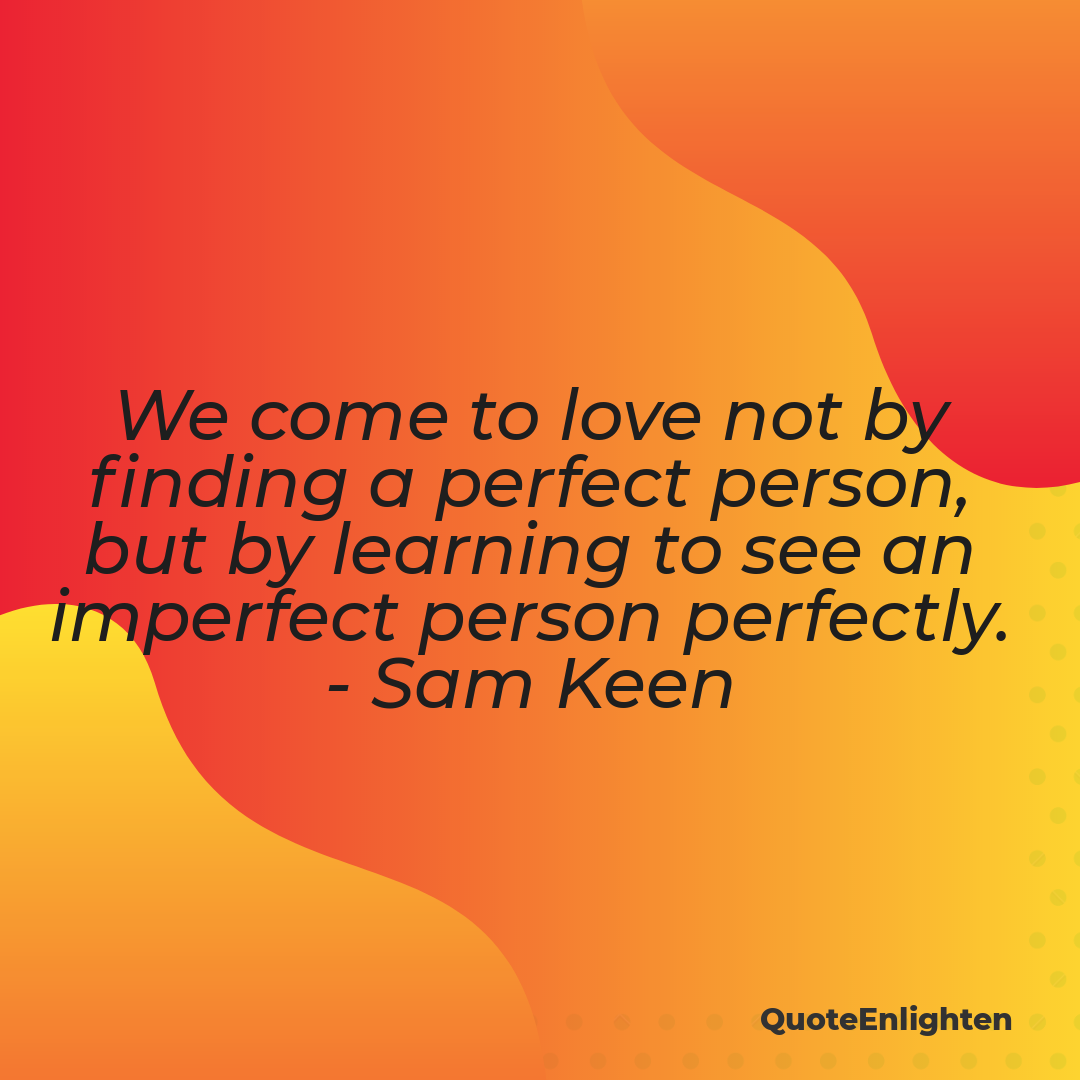 We come to love not by
finding a perfect person,
but by learning to see an
imperfect person perfectly.
- Sam Keen
QuoteEnlighten